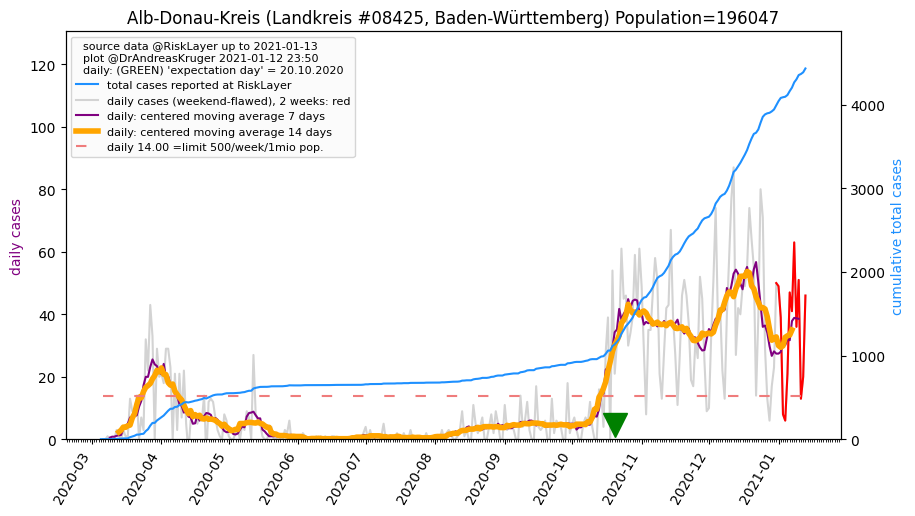 Alb-Donau-Kreis (Landkreis #08425, Baden-Württemberg) Population=196047
source data @RiskLayer up to 2021-01-13
plot @DrAndreasKruger 2021-01-12 23:50
daily: (GREEN) 'expectation day' = 20.10.2020
total cases reported at RiskLayer
daily cases (weekend-flawed), 2 weeks: red
daily: centered moving average 7 days
daily: centered moving average 14 days
daily 14.00 =limit 500/week/1mio pop.
daily cases
120
100
80
60
40
20
0
cumulative total cases
4000
3000
2000
1000
0
2020-03
2020-04
2020-05
2020-06
2020-07
2020-08
2020-09
2020-10
2020-11
2020-12
2021-01